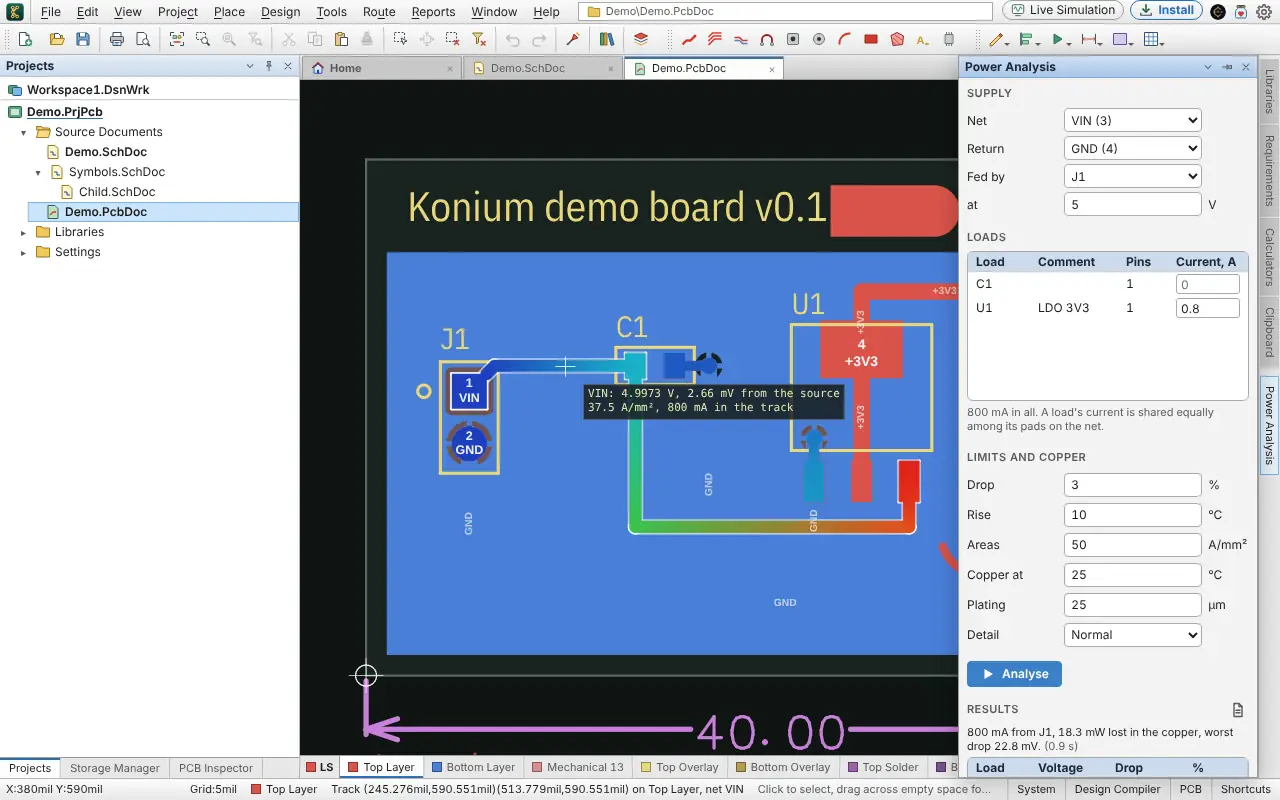 File Edit View Project Place Design Tools Route Reports Window Help Demo\Demo.PcbDoc Live Simulation Install
Projects
Workspace1.DsnWrk
Demo.PrjPcb
Source Documents
Demo.SchDoc
Symbols.SchDoc
Child.SchDoc
Demo.PcbDoc
Libraries
Settings
Home Demo.SchDoc Demo.PcbDoc
Konium demo board v0.1
J1
1
VIN
2
GND
C1
U1
+3V3
+3V3
4
+3V3
+3V3
VIN: 4.9973 V, 2.66 mV from the source
37.5 A/mm², 800 mA in the track
GND
GND
GND
GND
40.00
Power Analysis
SUPPLY
Net VIN (3)
Return GND (4)
Fed by J1
at 5 V
LOADS
Load Comment Pins Current, A
C1 1 0
U1 LDO 3V3 1 0.8
800 mA in all. A load's current is shared equally
among its pads on the net.
LIMITS AND COPPER
Drop 3 %
Rise 10 °C
Areas 50 A/mm²
Copper at 25 °C
Plating 25 µm
Detail Normal
Analyse
RESULTS
800 mA from J1, 18.3 mW lost in the copper, worst
drop 22.8 mV. (0.9 s)
Load Voltage Drop %
Libraries
Requirements
Calculators
Clipboard
Power Analysis
Projects Storage Manager PCB Inspector
LS Top Layer Bottom Layer Mechanical 13 Top Overlay Bottom Overlay Top Solder B
X:380mil Y:590mil Grid:5mil Top Layer Track (245.276mil,590.551mil)(513.779mil,590.551mil) on Top Layer, net VIN Click to select, drag across empty space fo... System Design Compiler PCB Shortcuts